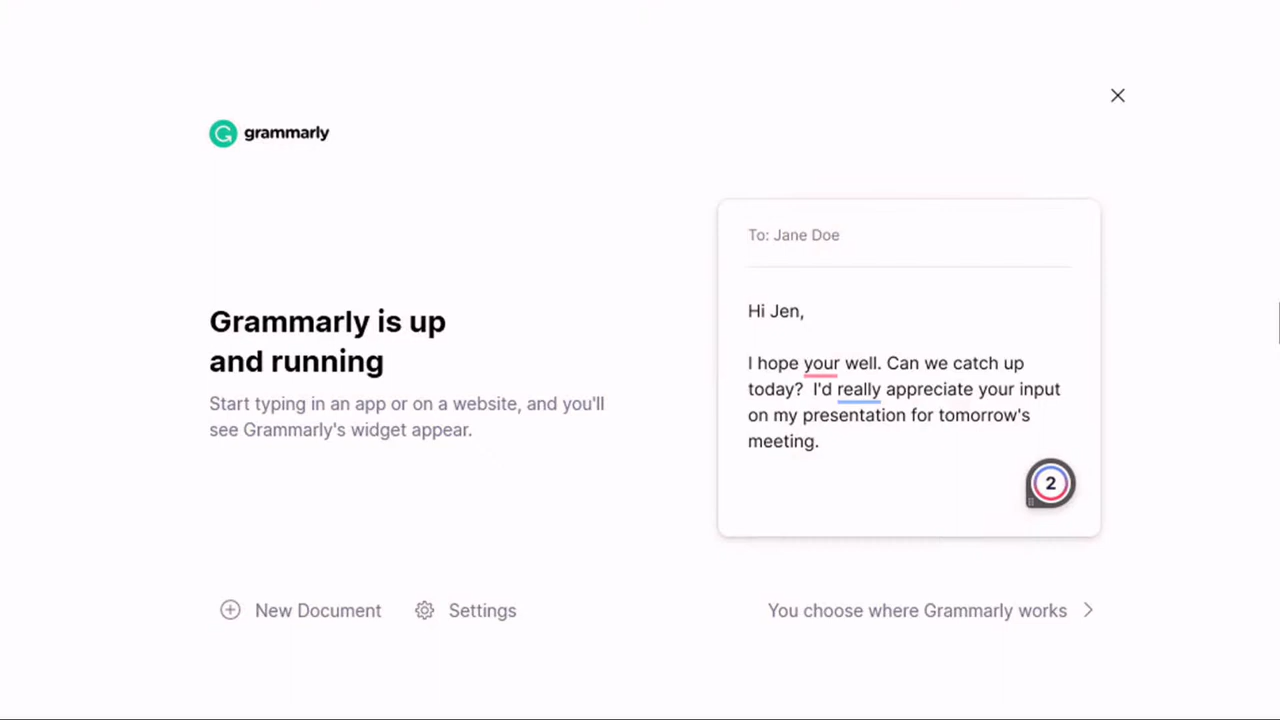 grammarly
To: Jane Doe
Hi Jen,
Grammarly is up
and running
Start typing in an app or on a website, and you'll
see Grammarly's widget appear.
I hope your well. Can we catch up
today?  I'd really appreciate your input
on my presentation for tomorrow's
meeting.
2
New Document
Settings
You choose where Grammarly works